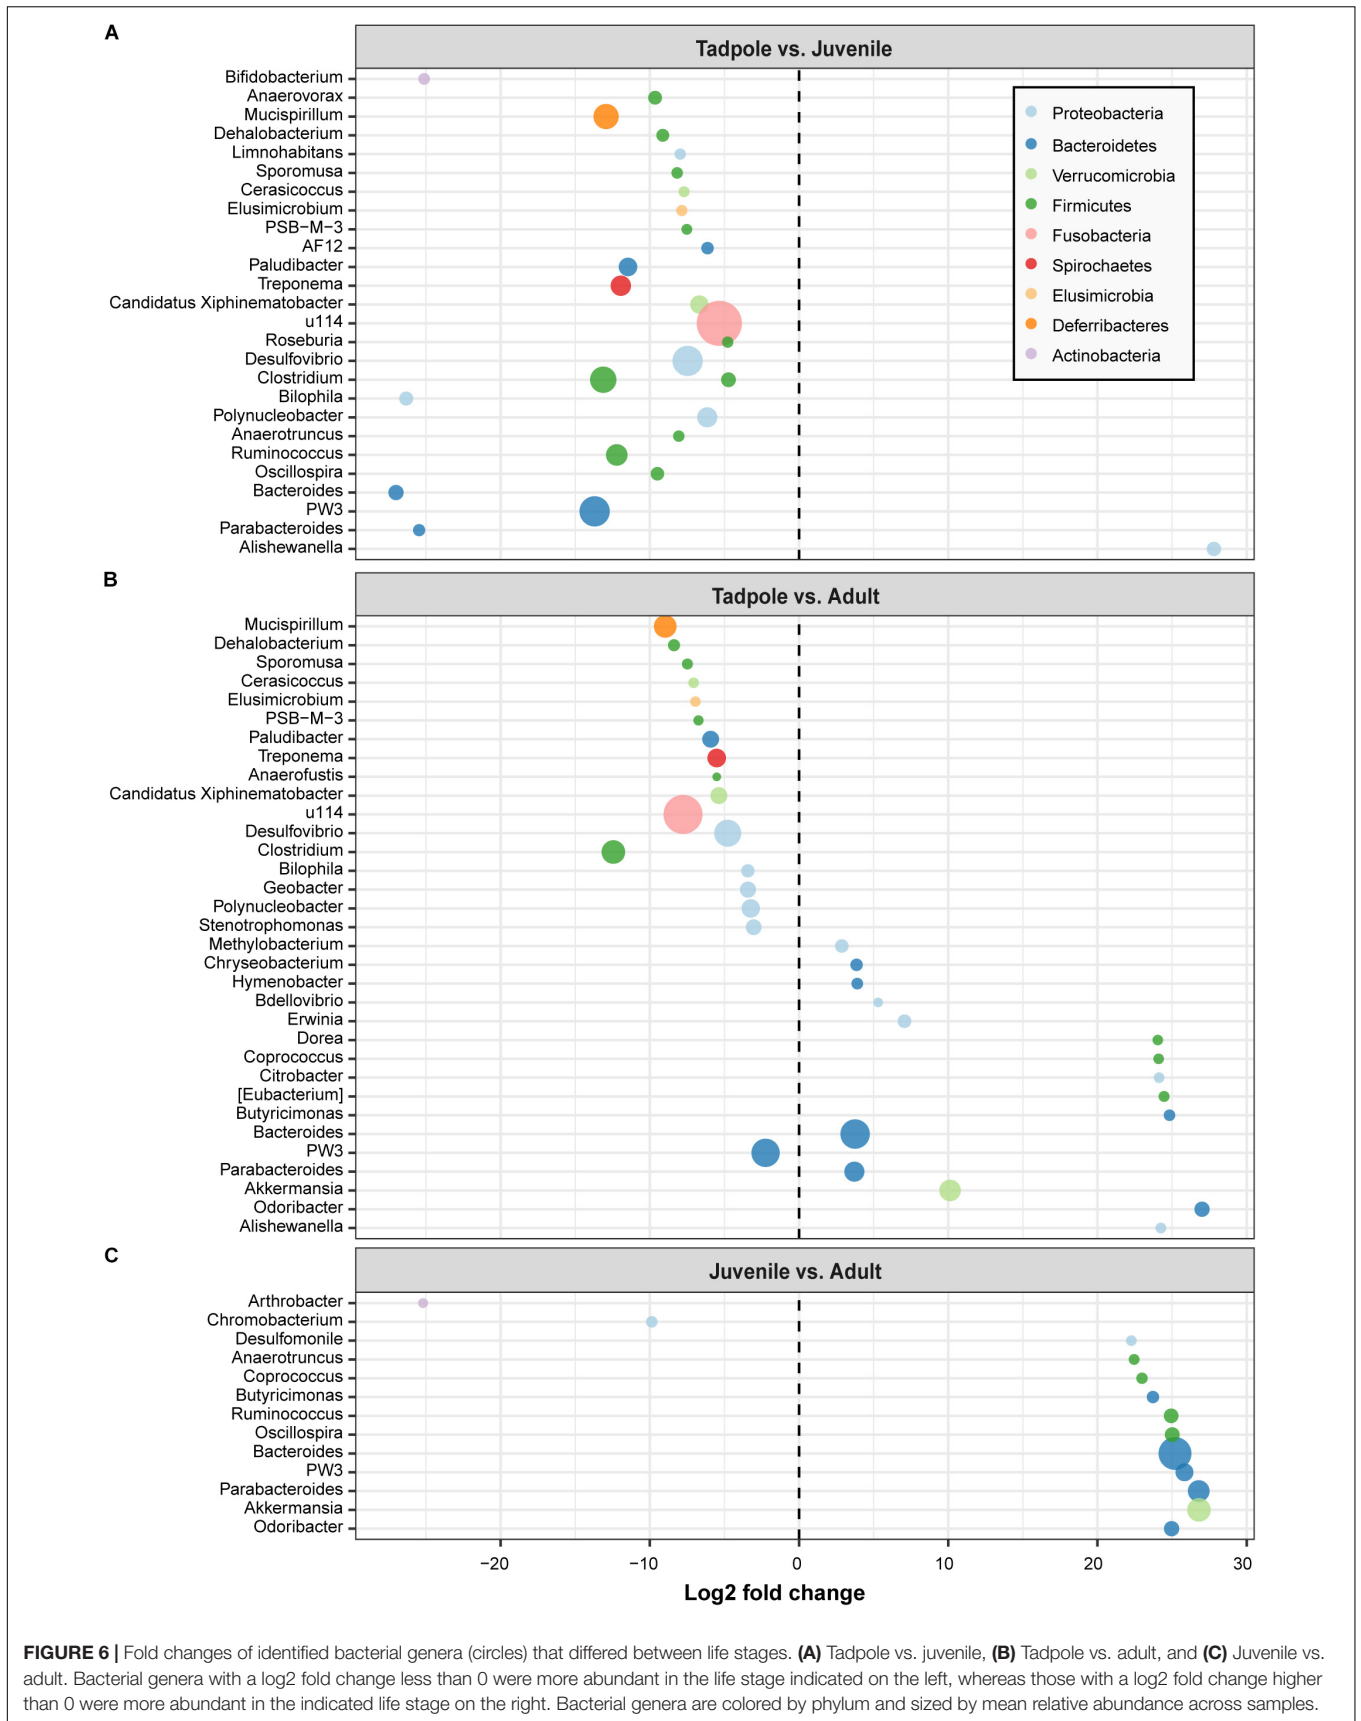 A
Tadpole vs. Juvenile
Bifidobacterium
Anaerovorax
Mucispirillum
Dehalobacterium
Limnohabitans
Sporomusa
Cerasicoccus
Elusimicrobium
PSB−M−3
AF12
Paludibacter
Treponema
Candidatus Xiphinematobacter
u114
Roseburia
Desulfovibrio
Clostridium
Bilophila
Polynucleobacter
Anaerotruncus
Ruminococcus
Oscillospira
Bacteroides
PW3
Parabacteroides
Alishewanella
Proteobacteria
Bacteroidetes
Verrucomicrobia
Firmicutes
Fusobacteria
Spirochaetes
Elusimicrobia
Deferribacteres
Actinobacteria
B
Tadpole vs. Adult
Mucispirillum
Dehalobacterium
Sporomusa
Cerasicoccus
Elusimicrobium
PSB−M−3
Paludibacter
Treponema
Anaerofustis
Candidatus Xiphinematobacter
u114
Desulfovibrio
Clostridium
Bilophila
Geobacter
Polynucleobacter
Stenotrophomonas
Methylobacterium
Chryseobacterium
Hymenobacter
Bdellovibrio
Erwinia
Dorea
Coprococcus
Citrobacter
[Eubacterium]
Butyricimonas
Bacteroides
PW3
Parabacteroides
Akkermansia
Odoribacter
Alishewanella
C
Juvenile vs. Adult
Arthrobacter
Chromobacterium
Desulfomonile
Anaerotruncus
Coprococcus
Butyricimonas
Ruminococcus
Oscillospira
Bacteroides
PW3
Parabacteroides
Akkermansia
Odoribacter
−20 −10 0 10 20 30
Log2 fold change
FIGURE 6 | Fold changes of identified bacterial genera (circles) that differed between life stages. (A) Tadpole vs. juvenile, (B) Tadpole vs. adult, and (C) Juvenile vs.
adult. Bacterial genera with a log2 fold change less than 0 were more abundant in the life stage indicated on the left, whereas those with a log2 fold change higher
than 0 were more abundant in the indicated life stage on the right. Bacterial genera are colored by phylum and sized by mean relative abundance across samples.